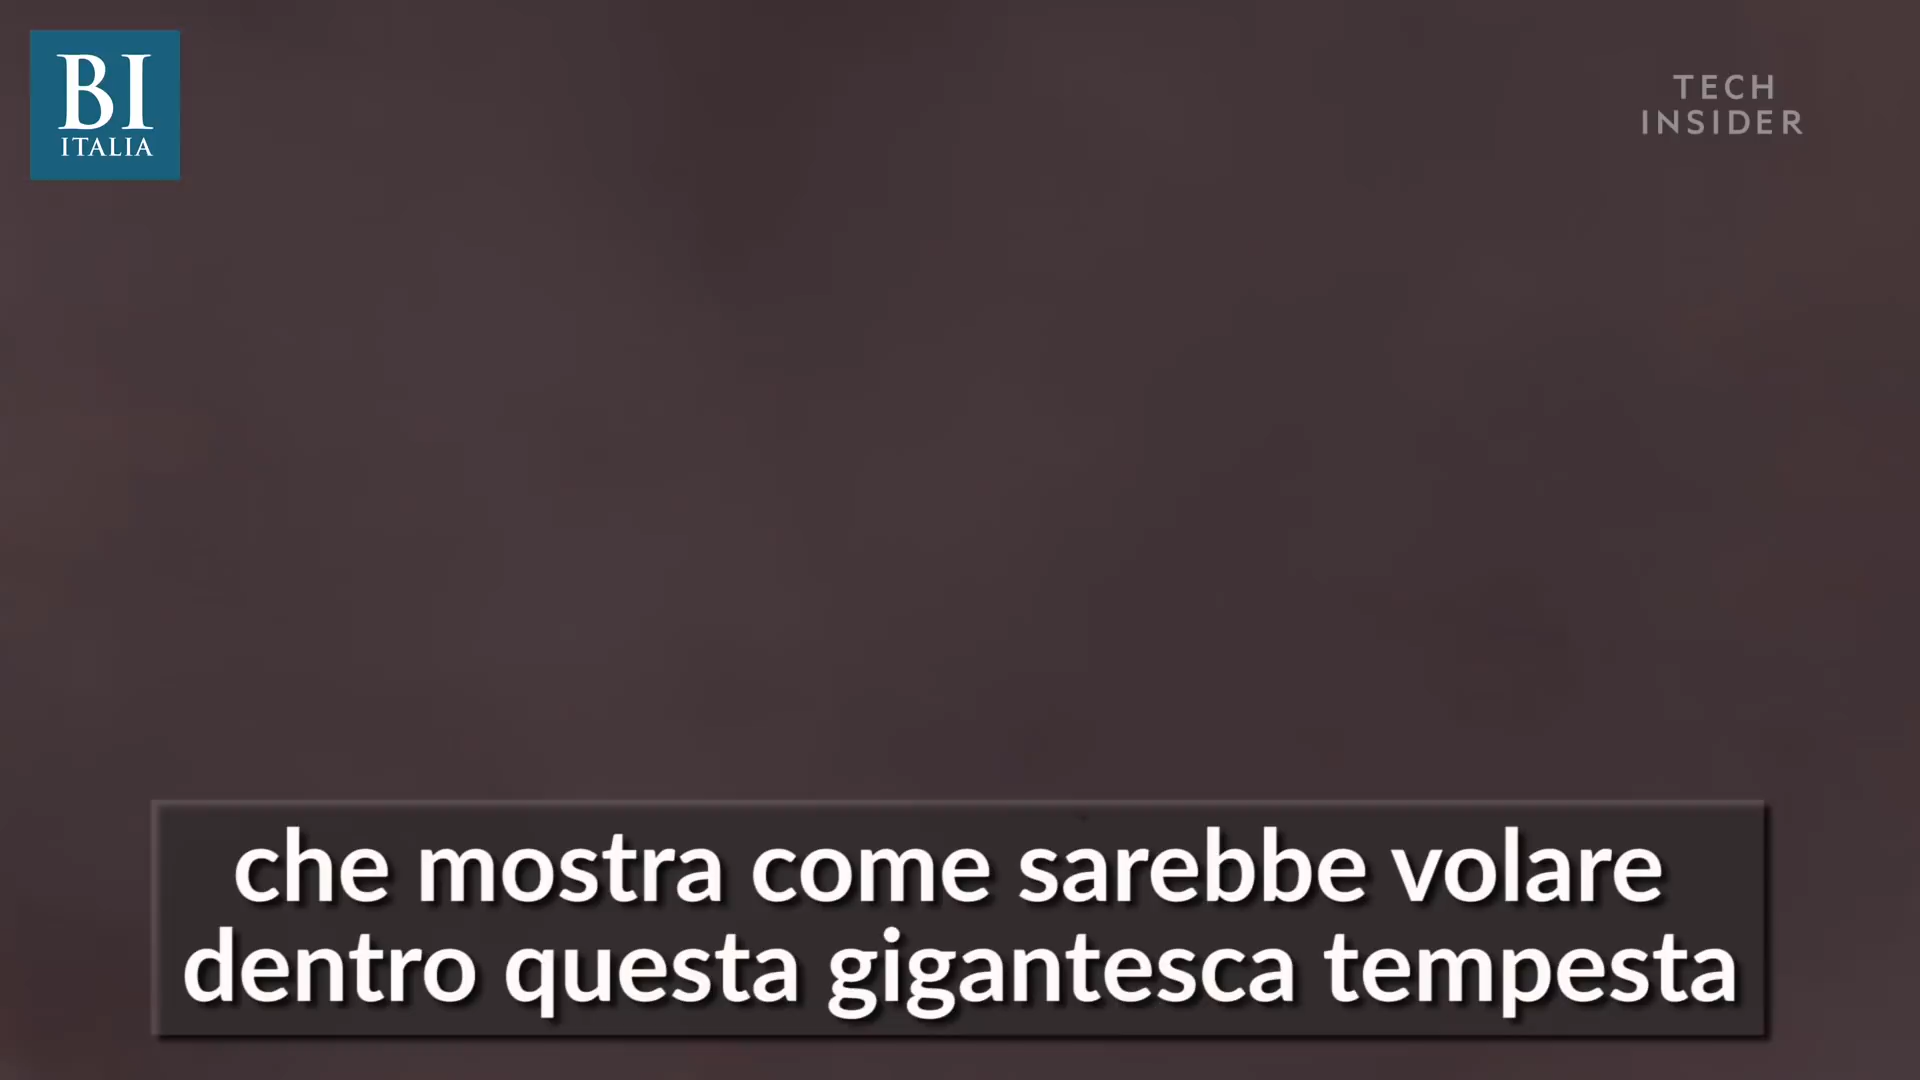 BI
ITALIA
TECH
INSIDER
che mostra come sarebbe volare
dentro questa gigantesca tempesta